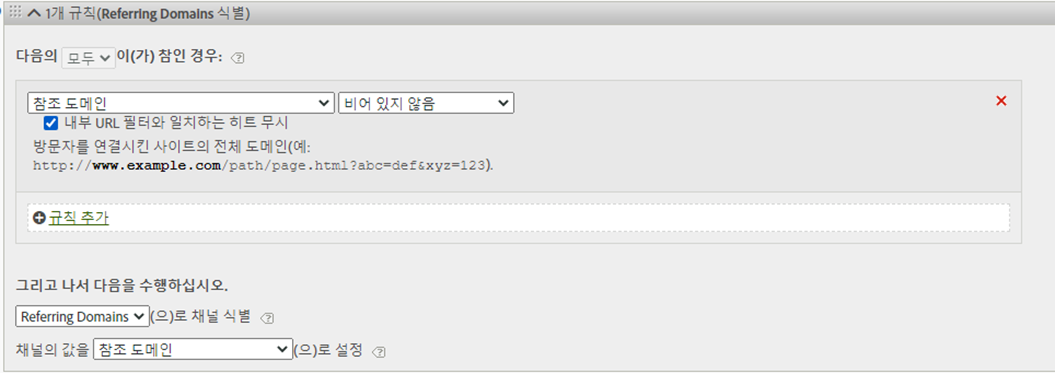 1개 규칙(Referring Domains 식별)
다음의 모두 이(가) 참인 경우:
참조 도메인 비어 있지 않음
내부 URL 필터와 일치하는 히트 무시
방문자를 연결시킨 사이트의 전체 도메인(예:
http://www.example.com/path/page.html?abc=def&xyz=123).
규칙 추가
그리고 나서 다음을 수행하십시오.
Referring Domains (으)로 채널 식별
채널의 값을 참조 도메인 (으)로 설정